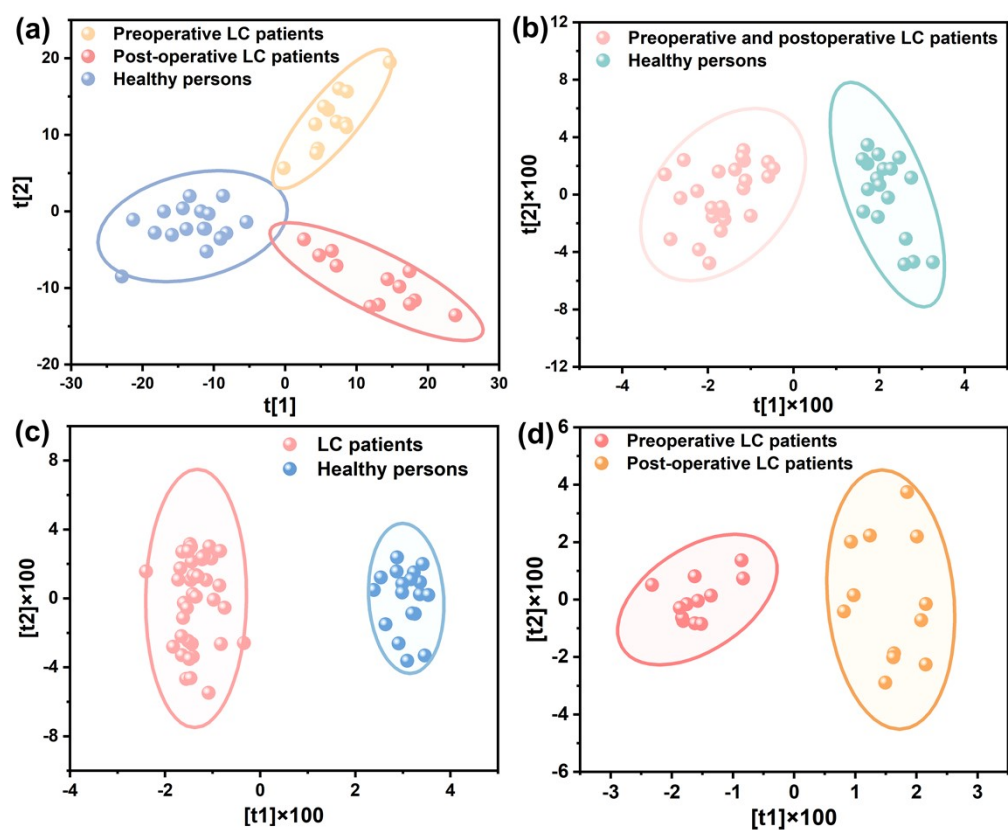 (a)
Preoperative LC patients
Post-operative LC patients
Healthy persons
t[2]
20
10
0
-10
-20
-30
-20
-10
0
10
20
30
t[1]
(b)
Preoperative and postoperative LC patients
Healthy persons
t[2]×100
12
8
4
0
-4
-8
-12
-4
-2
0
2
4
t[1]×100
(c)
LC patients
Healthy persons
[t2]×100
8
4
0
-4
-8
-4
-2
0
2
4
[t1]×100
(d)
Preoperative LC patients
Post-operative LC patients
[t2]×100
6
4
2
0
-2
-4
-6
-3
-2
-1
0
1
2
3
[t1]×100